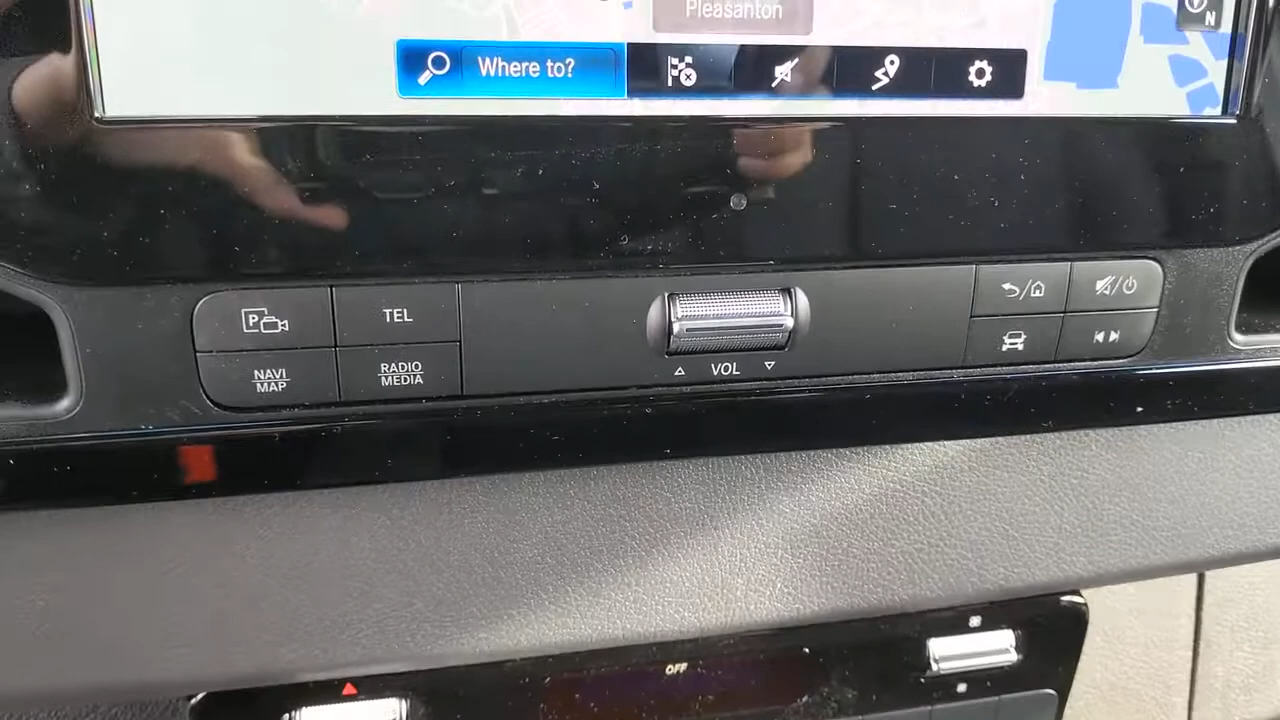 Pleasanton
N
Where to?
P
TEL
NAVI
MAP
RADIO
MEDIA
VOL
OFF